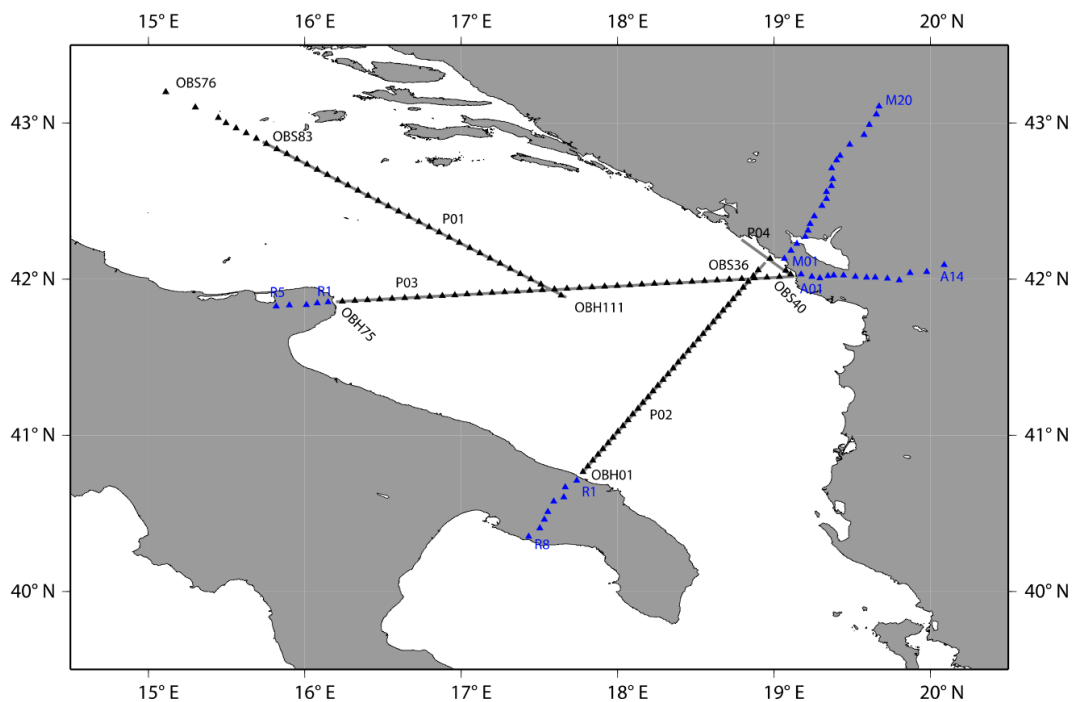 15° E 16° E 17° E 18° E 19° E 20° E
OBS76
M20
43° N 43° N
OBS83
P01
P04
OBS36 M01
42° N 42° N
P03
R5 R1 A01 A14
OBS40
OBH111
OBH75
P02
41° N 41° N
OBH01
R1
R8
40° N 40° N
15° E 16° E 17° E 18° E 19° E 20° E